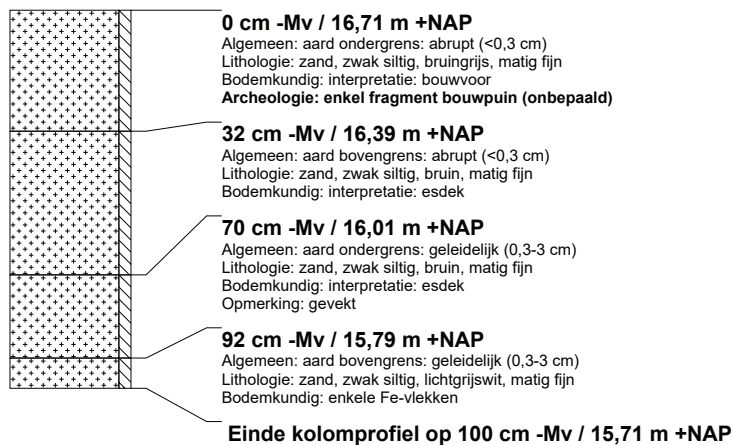 0 cm -Mv / 16,71 m +NAP
Algemeen: aard ondergrens: abrupt (<0,3 cm)
Lithologie: zand, zwak siltig, bruingrijs, matig fijn
Bodemkundig: interpretatie: bouwvoor
Archeologie: enkel fragment bouwpuin (onbepaald)
32 cm -Mv / 16,39 m +NAP
Algemeen: aard bovengrens: abrupt (<0,3 cm)
Lithologie: zand, zwak siltig, bruin, matig fijn
Bodemkundig: interpretatie: esdek
70 cm -Mv / 16,01 m +NAP
Algemeen: aard ondergrens: geleidelijk (0,3-3 cm)
Lithologie: zand, zwak siltig, bruin, matig fijn
Bodemkundig: interpretatie: esdek
Opmerking: gevekt
92 cm -Mv / 15,79 m +NAP
Algemeen: aard bovengrens: geleidelijk (0,3-3 cm)
Lithologie: zand, zwak siltig, lichtgrijswit, matig fijn
Bodemkundig: enkele Fe-vlekken
Einde kolomprofiel op 100 cm -Mv / 15,71 m +NAP